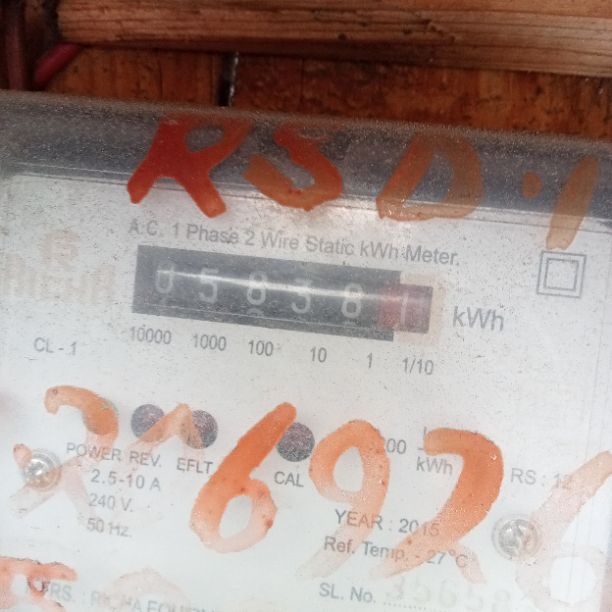 RSD.1
A.C. 1 Phase 2 Wire Static kWh Meter.
0 5 8 3 8 1 kWh
10000 1000 100 10 1 1/10
CL - 1
POWER REV. EFLT CAL
kWh
RS : 12
2.5-10 A
240 V.
50 Hz.
YEAR : 2015
Ref. Temp. - 27°C
SL. No.